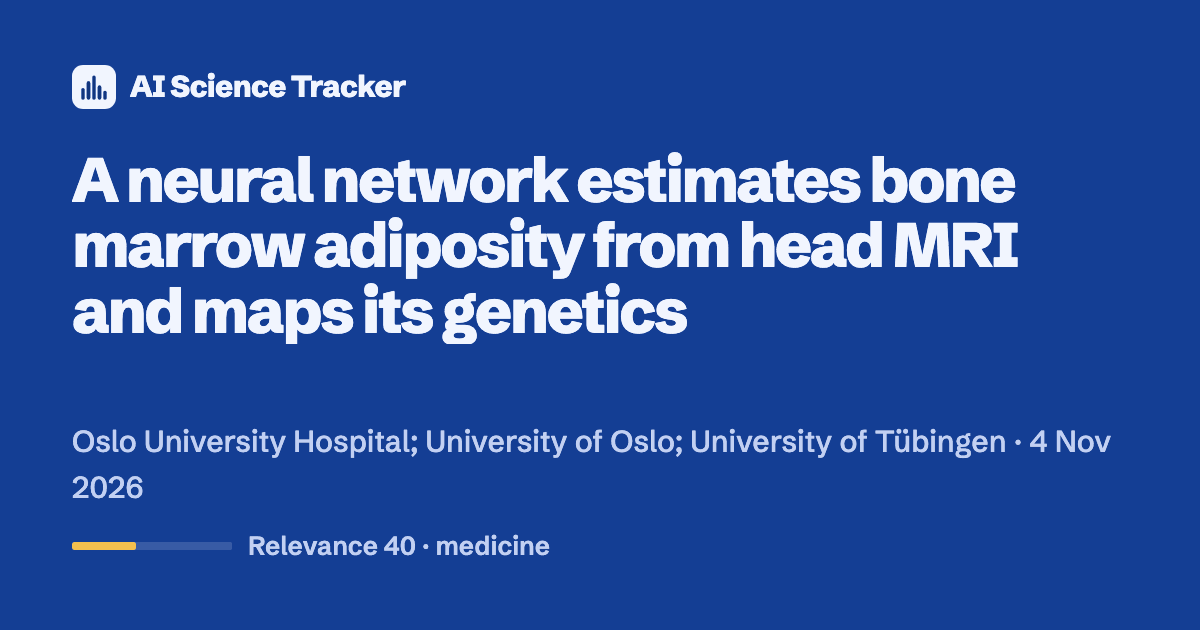 AI Science Tracker
A neural network estimates bone
marrow adiposity from head MRI
and maps its genetics
Oslo University Hospital; University of Oslo; University of Tübingen · 4 Nov
2026
Relevance 40 · medicine